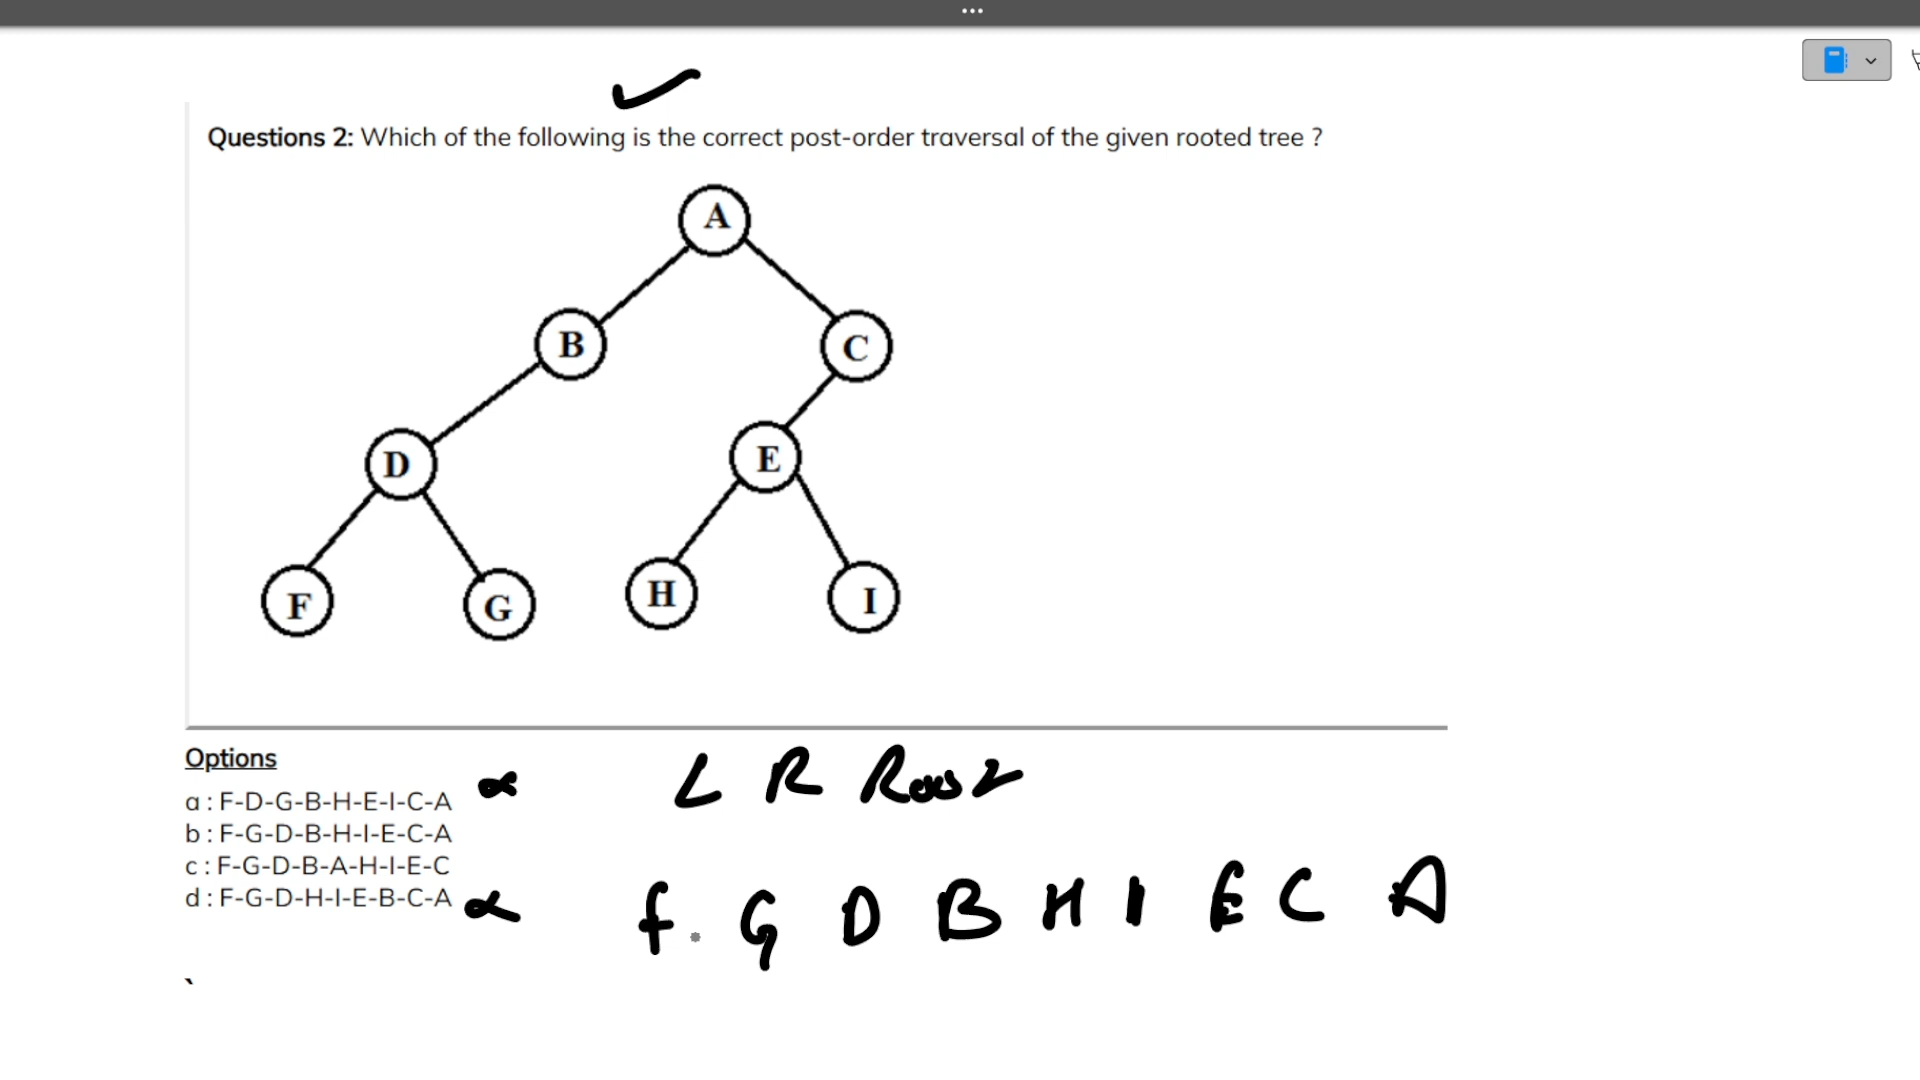 Questions 2: Which of the following is the correct post-order traversal of the given rooted tree ?
A
B
C
D
E
F
G
H
I
Options
a : F-D-G-B-H-E-I-C-A
b : F-G-D-B-H-I-E-C-A
c : F-G-D-B-A-H-I-E-C
d : F-G-D-H-I-E-B-C-A
L R Root
F. G D B H I E C A